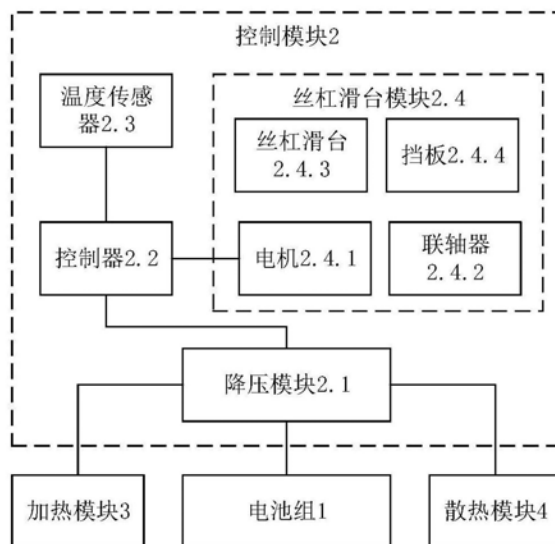 控制模块2
温度传感
器2.3
丝杠滑台模块2.4
丝杠滑台
2.4.3
挡板2.4.4
控制器2.2
电机2.4.1
联轴器
2.4.2
降压模块2.1
加热模块3
电池组1
散热模块4